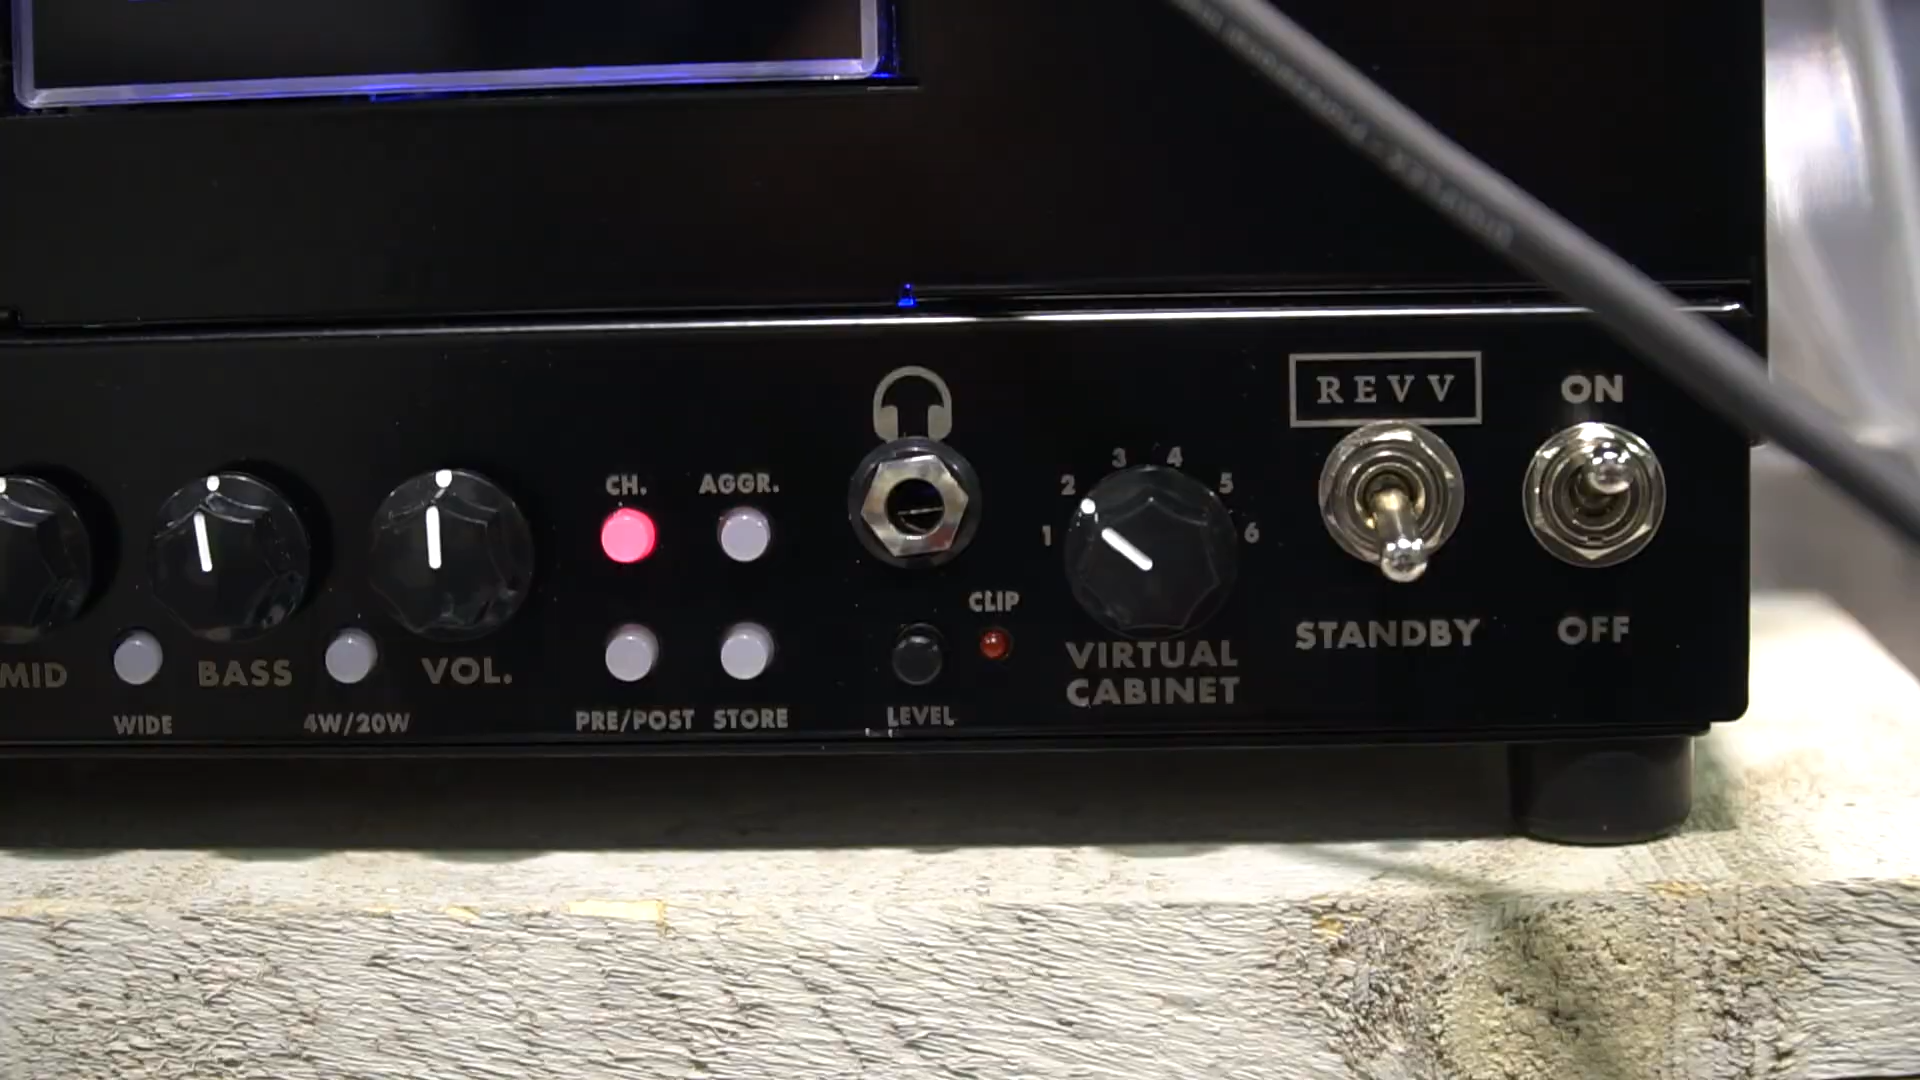 REVV
ON
3 4
2 5
1 6
CH. AGGR.
CLIP
STANDBY OFF
MID BASS VOL.
VIRTUAL
CABINET
WIDE 4W/20W PRE/POST STORE LEVEL